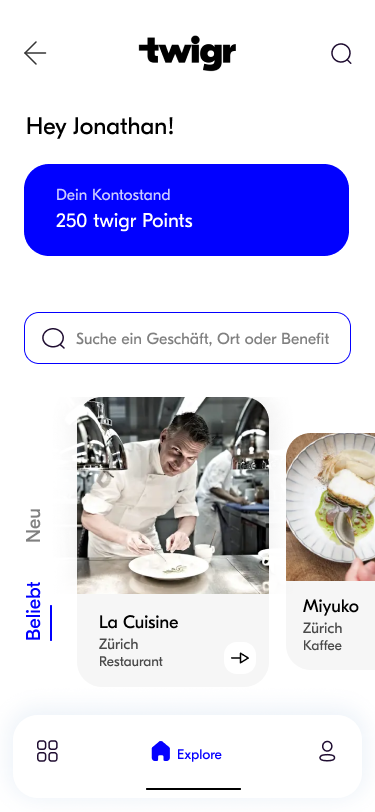 twigr
Hey Jonathan!
Dein Kontostand
250 twigr Points
Suche ein Geschäft, Ort oder Benefit
Neu
Beliebt
La Cuisine
Zürich
Restaurant
Miyuko
Zürich
Kaffee
Explore